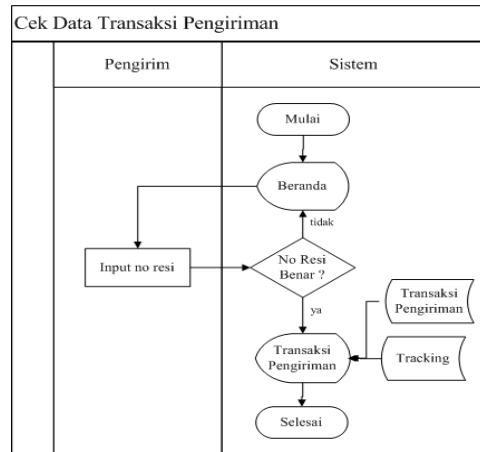 Cek Data Transaksi Pengiriman
Pengirim
Sistem
Mulai
Beranda
tidak
Input no resi
No Resi
Benar ?
ya
Transaksi
Pengiriman
Transaksi
Pengiriman
Tracking
Selesai